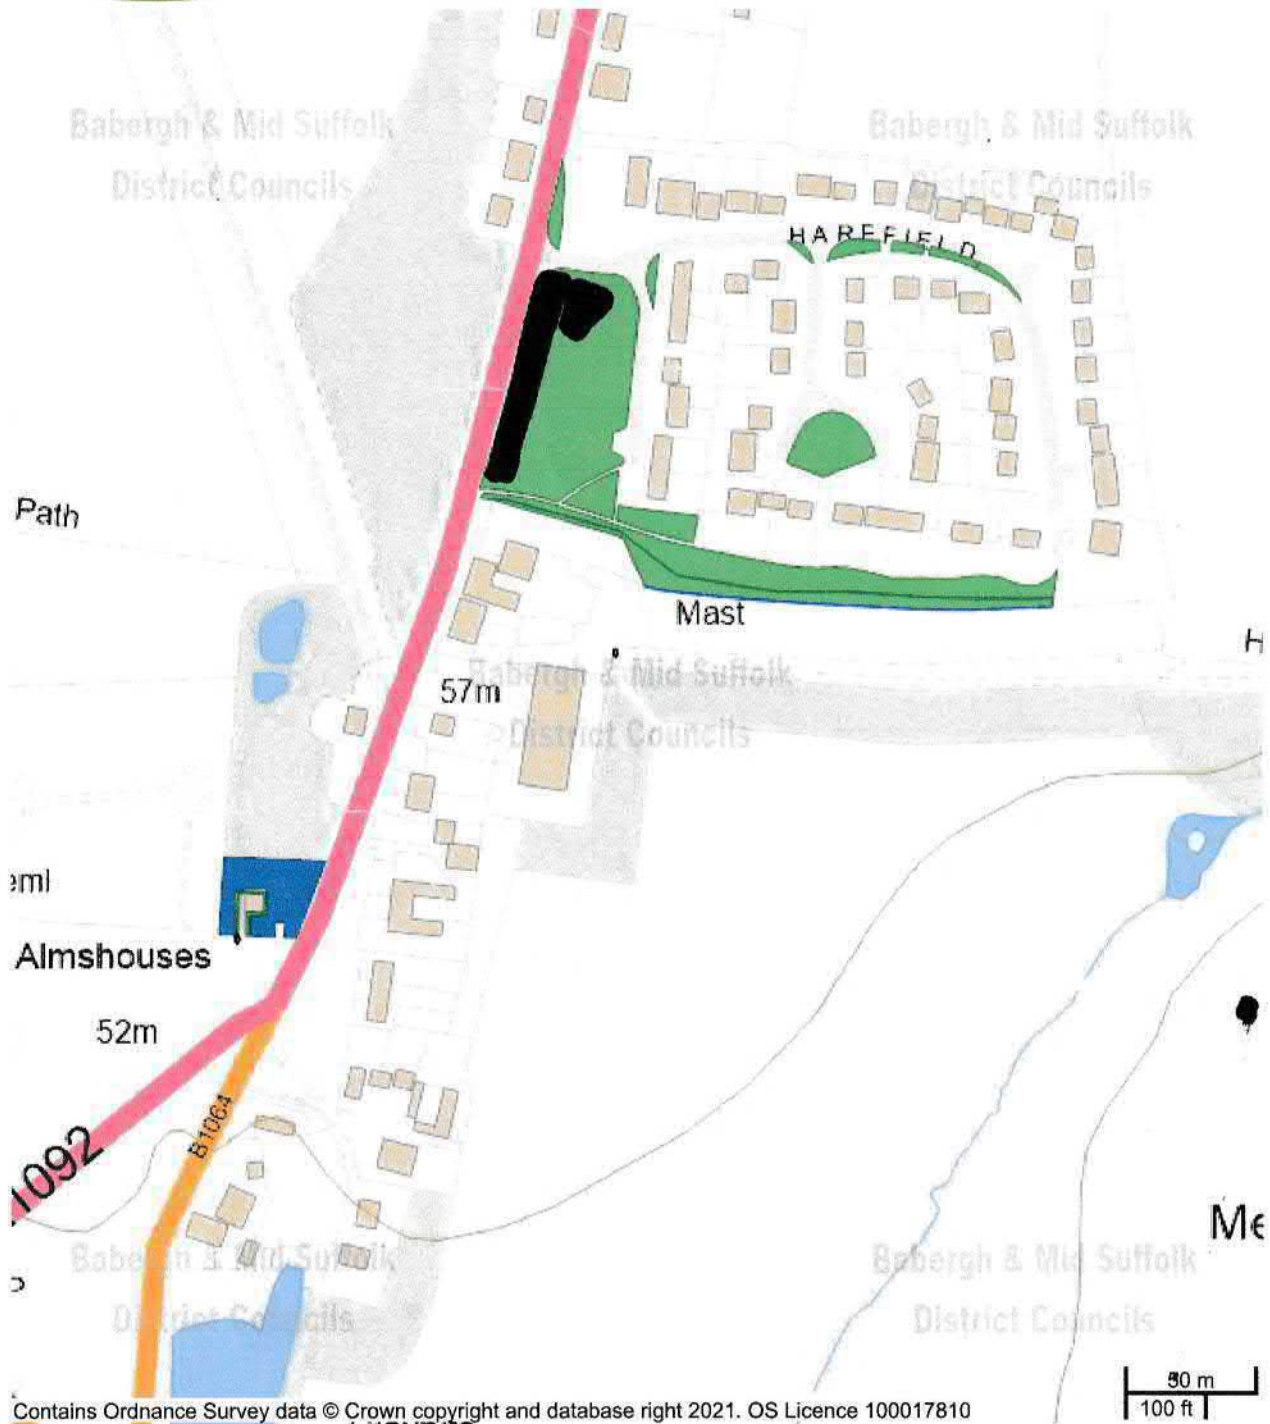 Babergh & Mid Suffolk
District Councils
Babergh & Mid Suffolk
District Councils
HAREFIELD
Path
Mast
H
Babergh & Mid Suffolk
District Councils
57m
eml
Almshouses
52m
B1064
1092
Me
Babergh & Mid Suffolk
District Councils
Babergh & Mid Suffolk
District Councils
100 ft
Contains Ordnance Survey data © Crown copyright and database right 2021. OS Licence 100017810